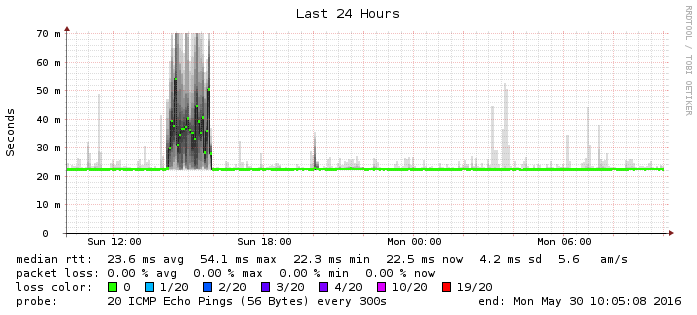 Last 24 Hours
RRDTOOL / TOBI OETIKER
Seconds
70 m
60 m
50 m
40 m
30 m
20 m
10 m
0
Sun 12:00 Sun 18:00 Mon 00:00 Mon 06:00
median rtt: 23.6 ms avg 54.1 ms max 22.3 ms min 22.5 ms now 4.2 ms sd 5.6 am/s
packet loss: 0.00 % avg 0.00 % max 0.00 % min 0.00 % now
loss color: 0 1/20 2/20 3/20 4/20 10/20 19/20
probe: 20 ICMP Echo Pings (56 Bytes) every 300s end: Mon May 30 10:05:08 2016